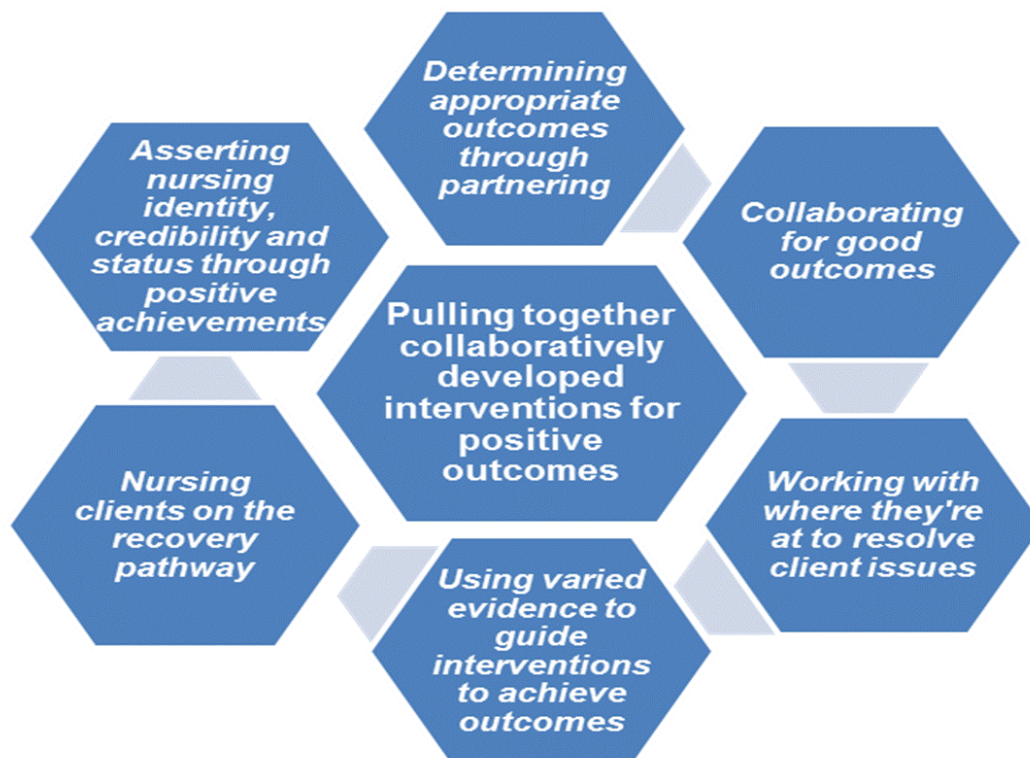 Determining
appropriate
outcomes
through
partnering
Collaborating
for good
outcomes
Working with
where they're
at to resolve
client issues
Using varied
evidence to
guide
interventions
to achieve
outcomes
Nursing
clients on the
recovery
pathway
Asserting
nursing
identity,
credibility and
status through
positive
achievements
Pulling together
collaboratively
developed
interventions for
positive
outcomes